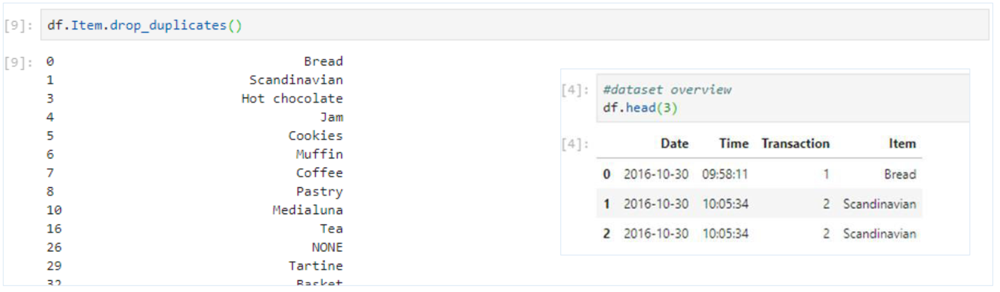 [9]: df.Item.drop_duplicates()
[9]: 0 Bread
1 Scandinavian
3 Hot chocolate
4 Jam
5 Cookies
6 Muffin
7 Coffee
8 Pastry
10 Medialuna
16 Tea
26 NONE
29 Tartine
32 Basket
[4]: #dataset overview
df.head(3)
[4]: Date Time Transaction Item
0 2016-10-30 09:58:11 1 Bread
1 2016-10-30 10:05:34 2 Scandinavian
2 2016-10-30 10:05:34 2 Scandinavian